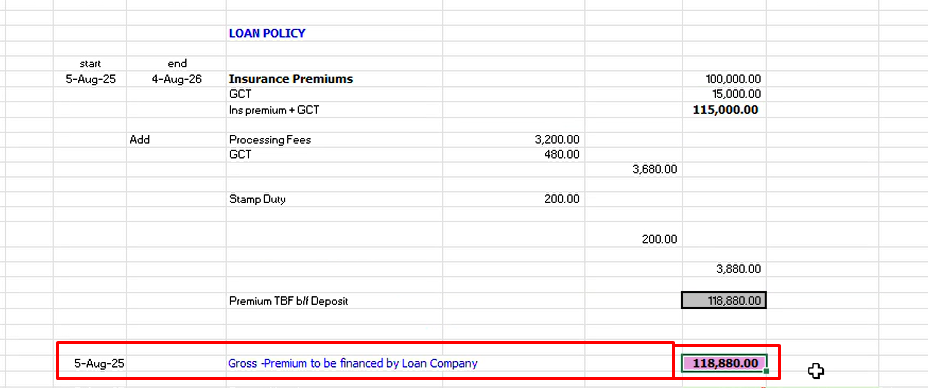 LOAN POLICY
start end
5-Aug-25 4-Aug-26 Insurance Premiums 100,000.00
GCT 15,000.00
Ins premium + GCT 115,000.00
Add Processing Fees 3,200.00
GCT 480.00
3,680.00
Stamp Duty 200.00
200.00
3,880.00
Premium TBF b/f Deposit 118,880.00
5-Aug-25 Gross -Premium to be financed by Loan Company 118,880.00